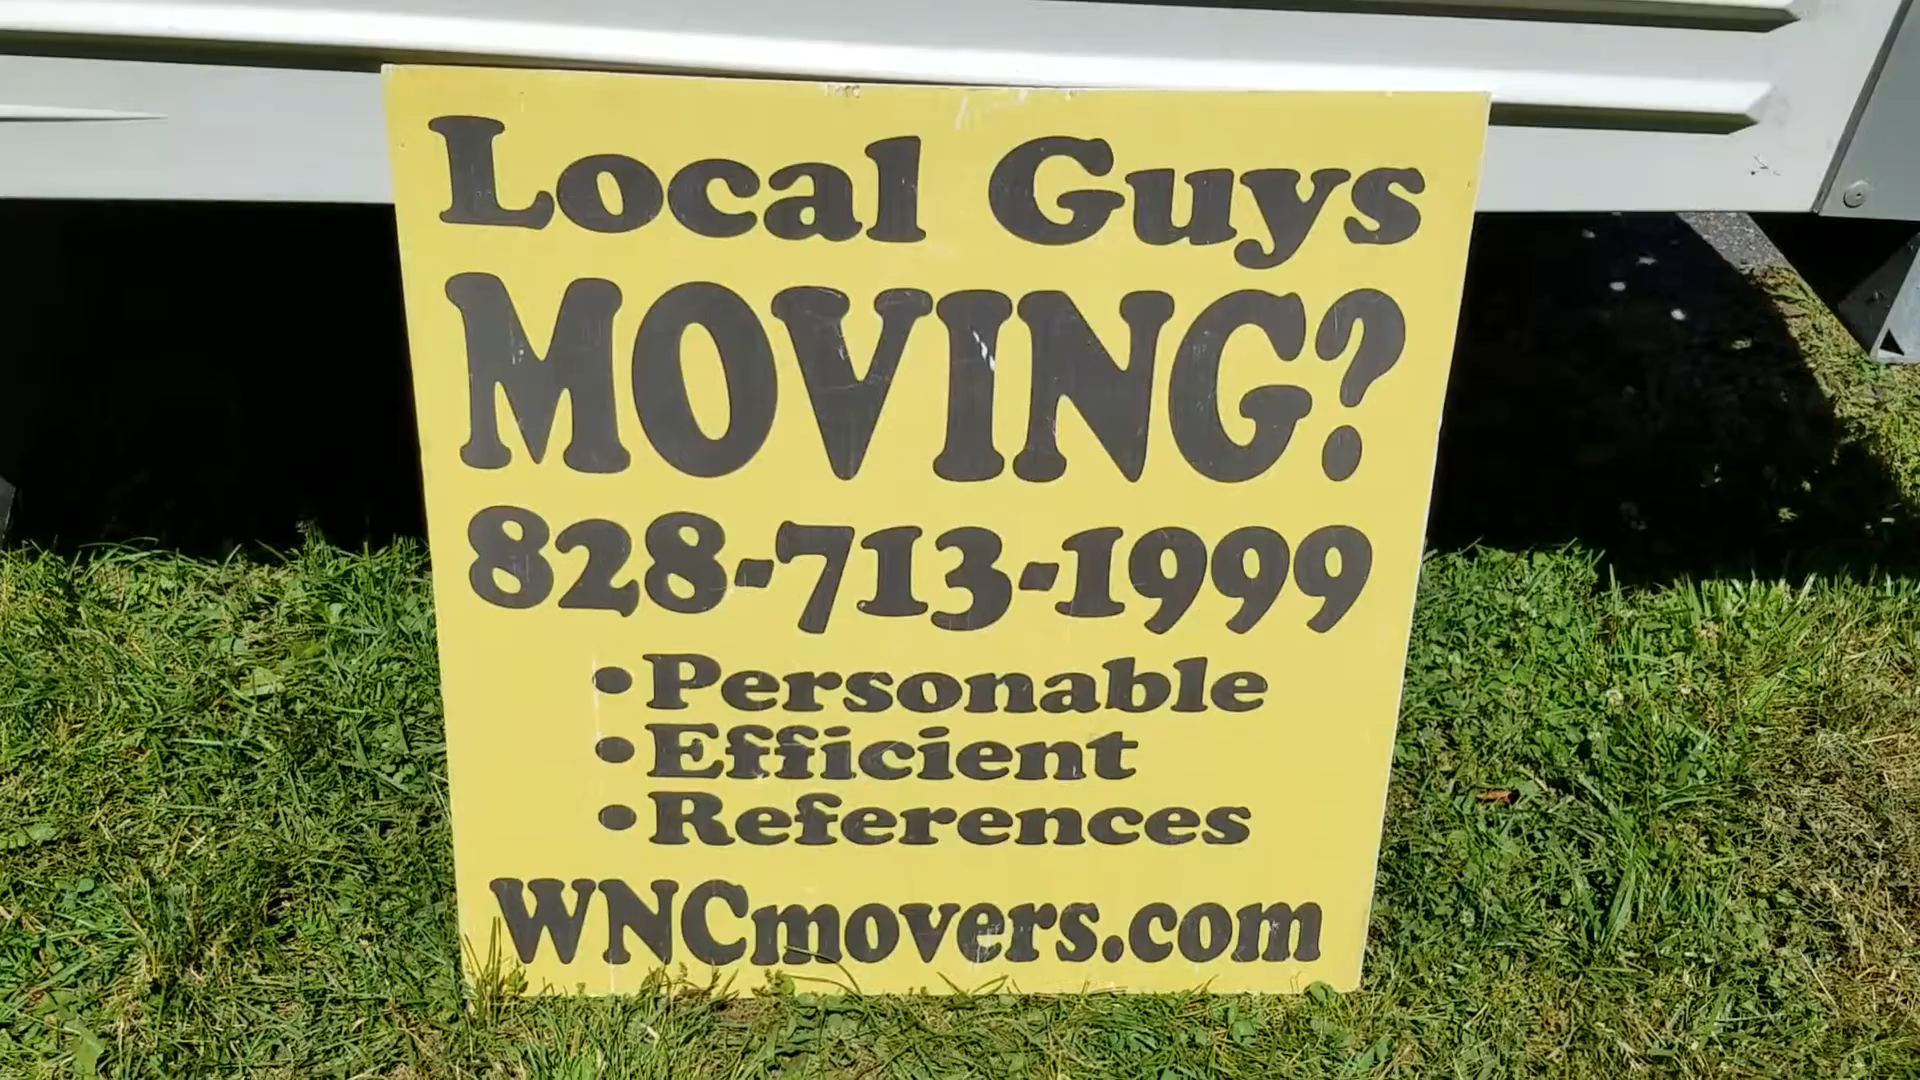 Local Guys
MOVING?
828-713-1999
• Personable
• Efficient
• References
WNCmovers.com